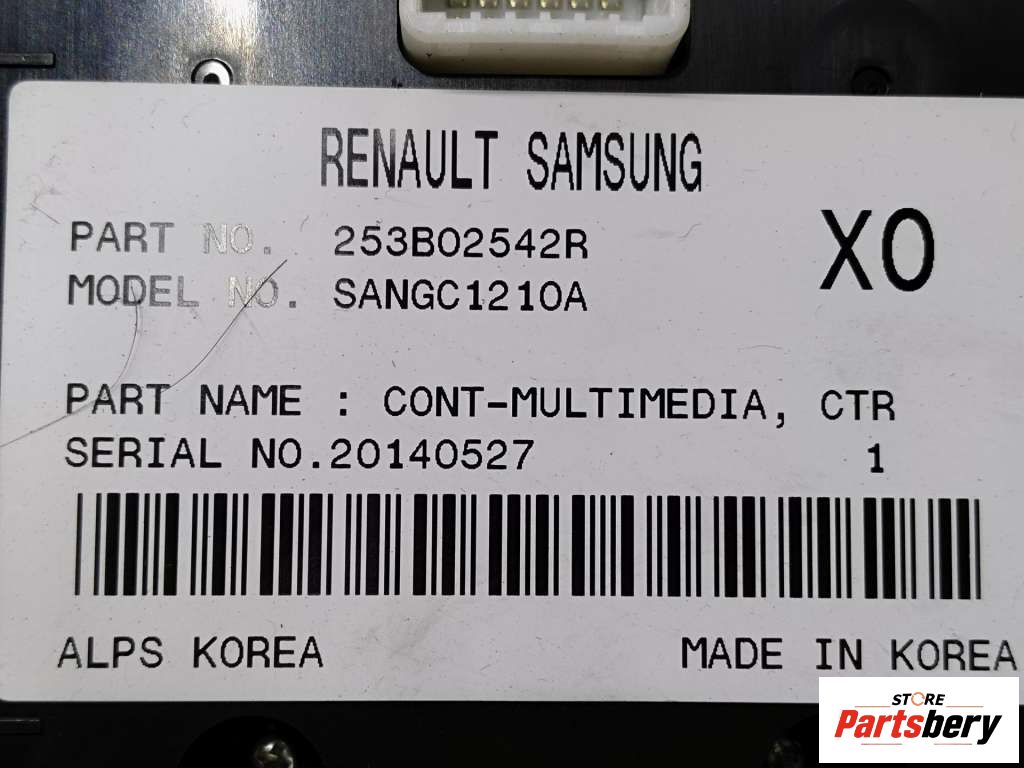 RENAULT SAMSUNG
PART NO. 253B02542R
MODEL NO. SANGC1210A
X0
PART NAME : CONT-MULTIMEDIA, CTR
SERIAL NO.20140527 1
ALPS KOREA MADE IN KOREA
STORE
Partsbery